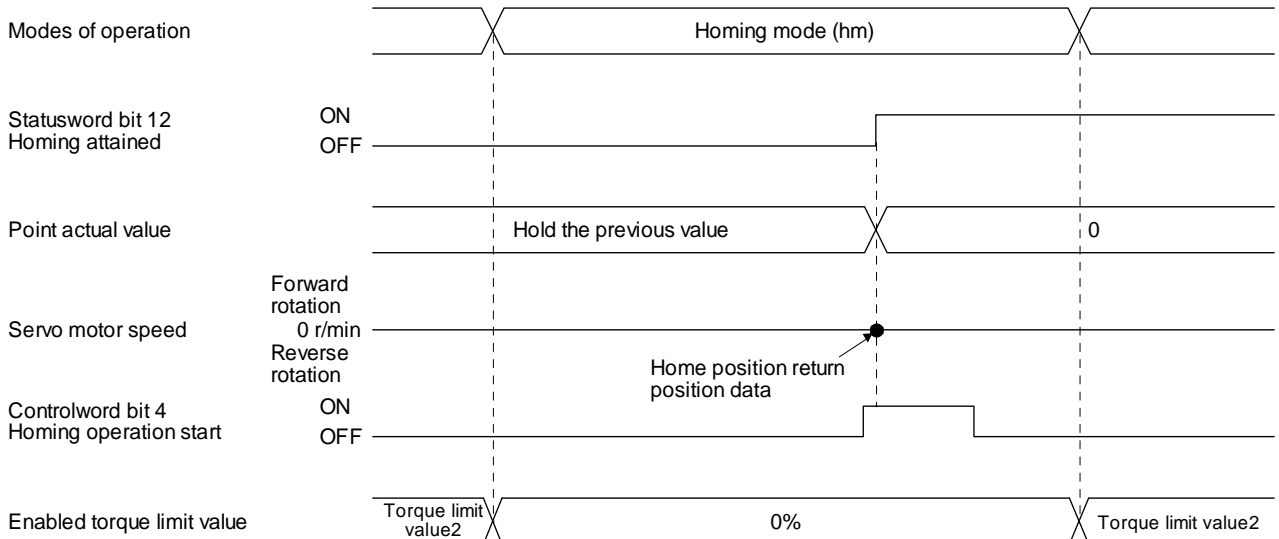 Modes of operation
Homing mode (hm)
Statusword bit 12
Homing attained
ON
OFF
Point actual value
Hold the previous value
0
Servo motor speed
Forward
rotation
0 r/min
Reverse
rotation
Home position return
position data
Controlword bit 4
Homing operation start
ON
OFF
Enabled torque limit value
Torque limit
value2
0%
Torque limit value2